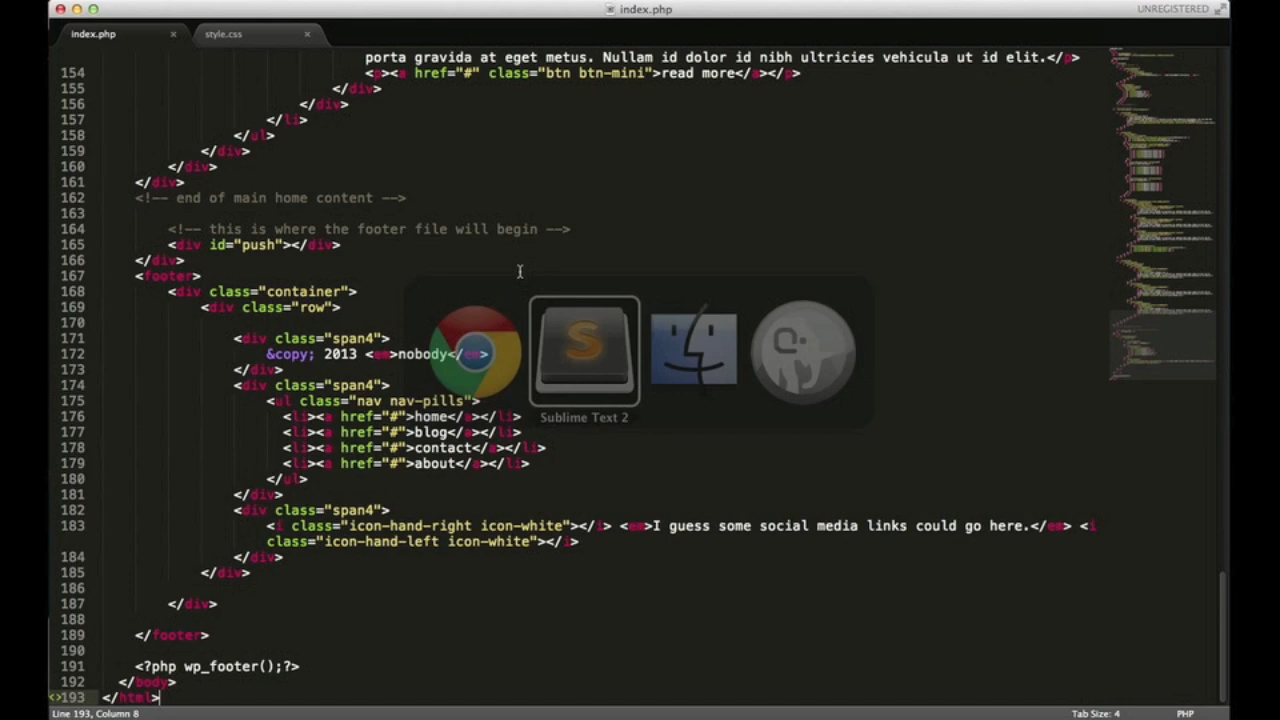 index.php
UNREGISTERED
index.php × style.css ×
porta gravida at eget metus. Nullam id dolor id nibh ultricies vehicula ut id elit.</p>
154 <p><a href="#" class="btn btn-mini">read more</a></p>
155 </div>
156 </div>
157 </li>
158 </ul>
159 </div>
160 </div>
161 </div>
162 <!-- end of main home content -->
163
164 <!-- this is where the footer file will begin -->
165 <div id="push"></div>
166 </div>
167 <footer>
168 <div class="container">
169 <div class="row">
170
171 <div class="span4">
172 &copy; 2013 <em>nobody</em>
173 </div>
174 <div class="span4">
175 <ul class="nav nav-pills">
176 <li><a href="#">home</a></li>
177 <li><a href="#">blog</a></li>
178 <li><a href="#">contact</a></li>
179 <li><a href="#">about</a></li>
180 </ul>
181 </div>
182 <div class="span4">
183 <i class="icon-hand-right icon-white"></i> <em>I guess some social media links could go here.</em> <i
class="icon-hand-left icon-white"></i>
184 </div>
185 </div>
186
187 </div>
188
189 </footer>
190
191 <?php wp_footer();?>
192 </body>
193 </html>
Sublime Text 2
Line 193, Column 8
Tab Size: 4
PHP